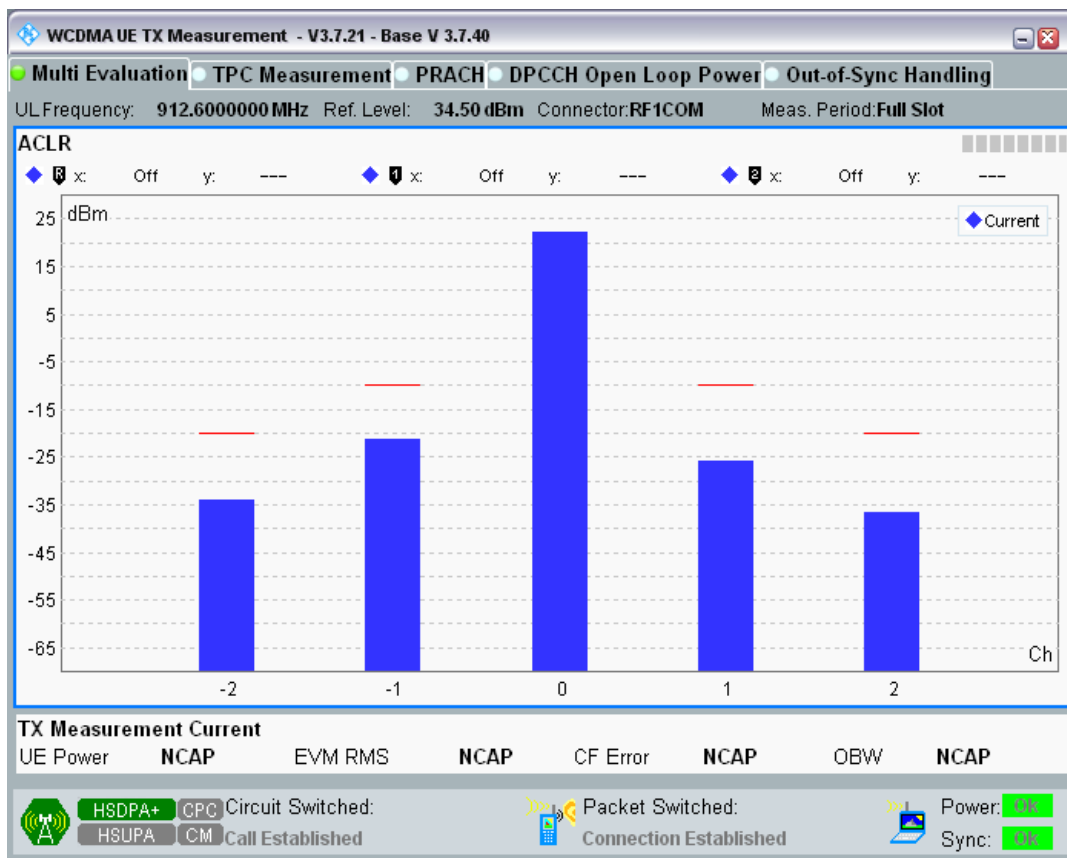 WCDMA UE TX Measurement - V3.7.21 - Base V 3.7.40
Multi Evaluation TPC Measurement PRACH DPCCH Open Loop Power Out-of-Sync Handling
UL Frequency: 912.6000000 MHz Ref. Level: 34.50 dBm Connector:RF1COM Meas. Period:Full Slot
ACLR
R x: Off y: --- 1 x: Off y: --- 2 x: Off y: ---
25 dBm
Current
15
5
-5
-15
-25
-35
-45
-55
-65
Ch
-2 -1 0 1 2
TX Measurement Current
UE Power NCAP EVM RMS NCAP CF Error NCAP OBW NCAP
HSDPA+ CPC Circuit Switched: Packet Switched: Power: Ok
HSUPA CM Call Established Connection Established Sync: Ok